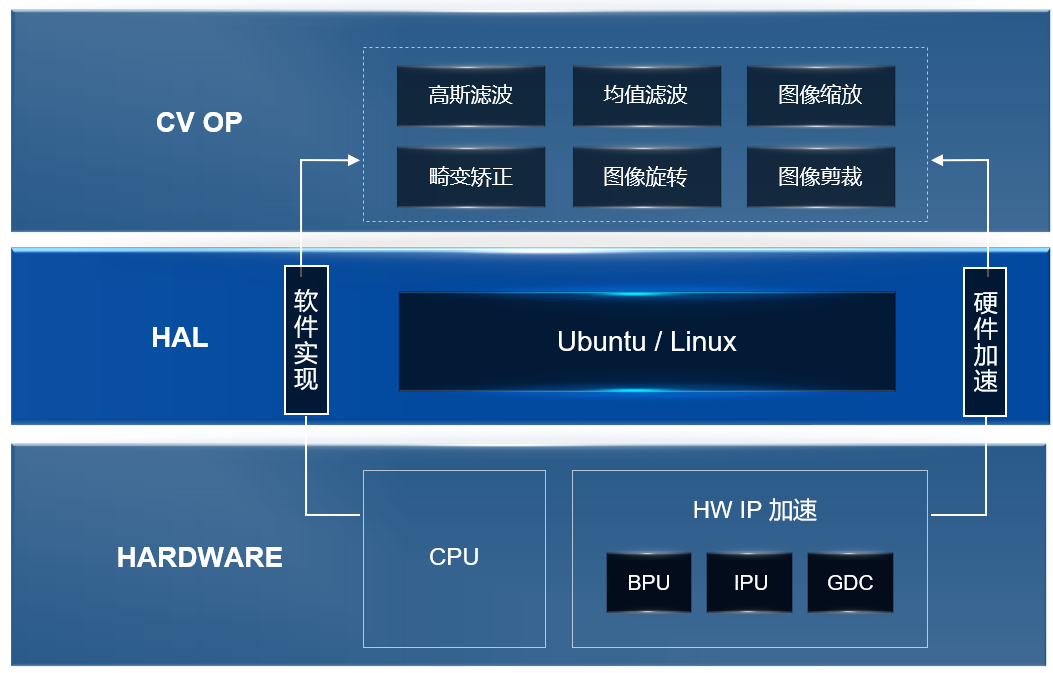 CV OP
高斯滤波
均值滤波
图像缩放
畸变矫正
图像旋转
图像剪裁
HAL
软件实现
Ubuntu / Linux
硬件加速
HARDWARE
CPU
HW IP 加速
BPU
IPU
GDC